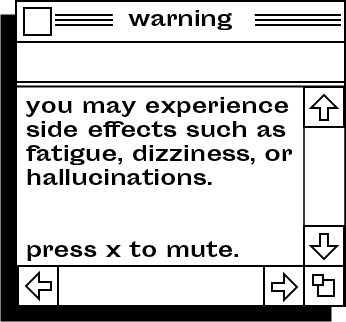 warning
you may experience
side effects such as
fatigue, dizziness, or
hallucinations.
press x to mute.